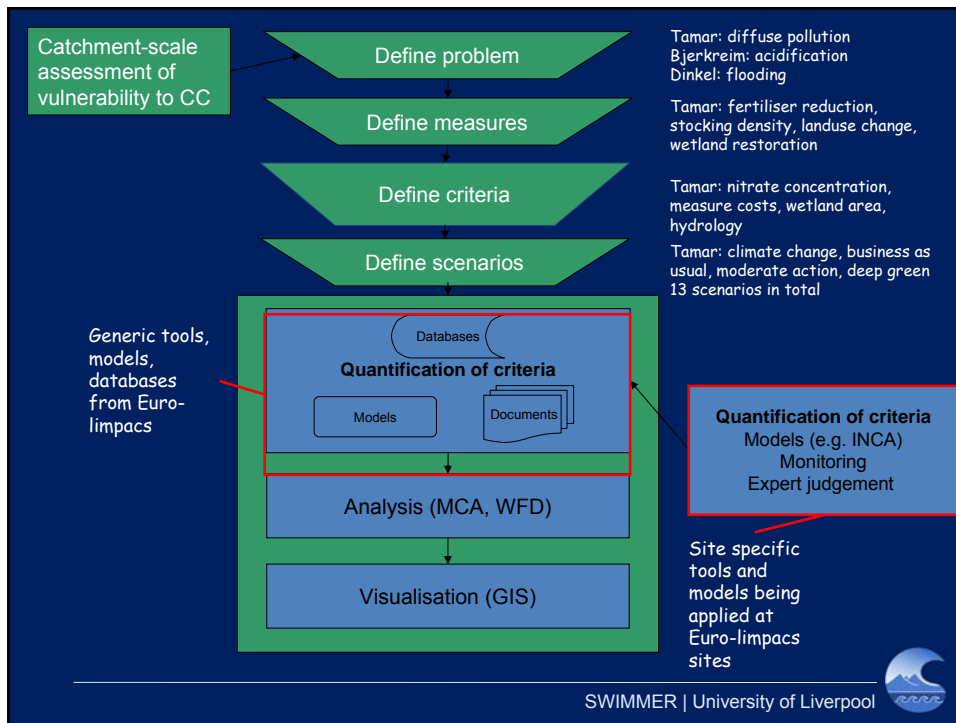 Catchment-scale
assessment of
vulnerability to CC
Define problem
Tamar: diffuse pollution
Bjerkreim: acidification
Dinkel: flooding
Define measures
Tamar: fertiliser reduction,
stocking density, landuse change,
wetland restoration
Define criteria
Tamar: nitrate concentration,
measure costs, wetland area,
hydrology
Define scenarios
Tamar: climate change, business as
usual, moderate action, deep green
13 scenarios in total
Generic tools,
models,
databases
from Euro-
limpacs
Databases
Quantification of criteria
Models
Documents
Quantification of criteria
Models (e.g. INCA)
Monitoring
Expert judgement
Analysis (MCA, WFD)
Visualisation (GIS)
Site specific
tools and
models being
applied at
Euro-limpacs
sites
SWIMMER | University of Liverpool